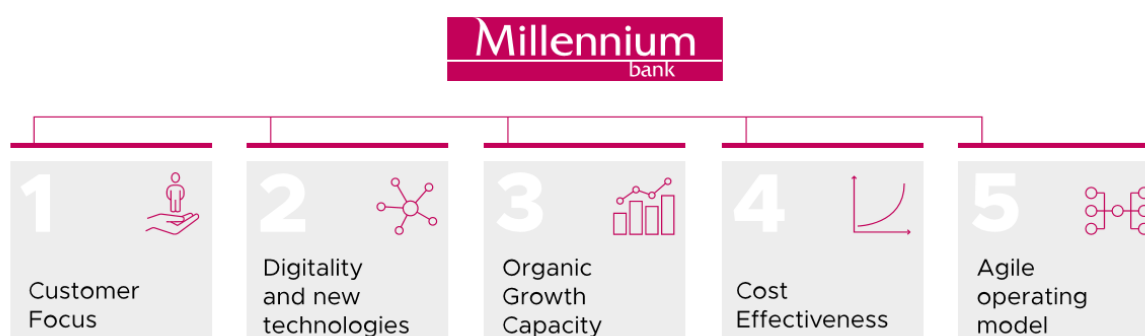 Millennium
bank
1
2
3
4
5
Customer
Focus
Digitality
and new
technologies
Organic
Growth
Capacity
Cost
Effectiveness
Agile
operating
model